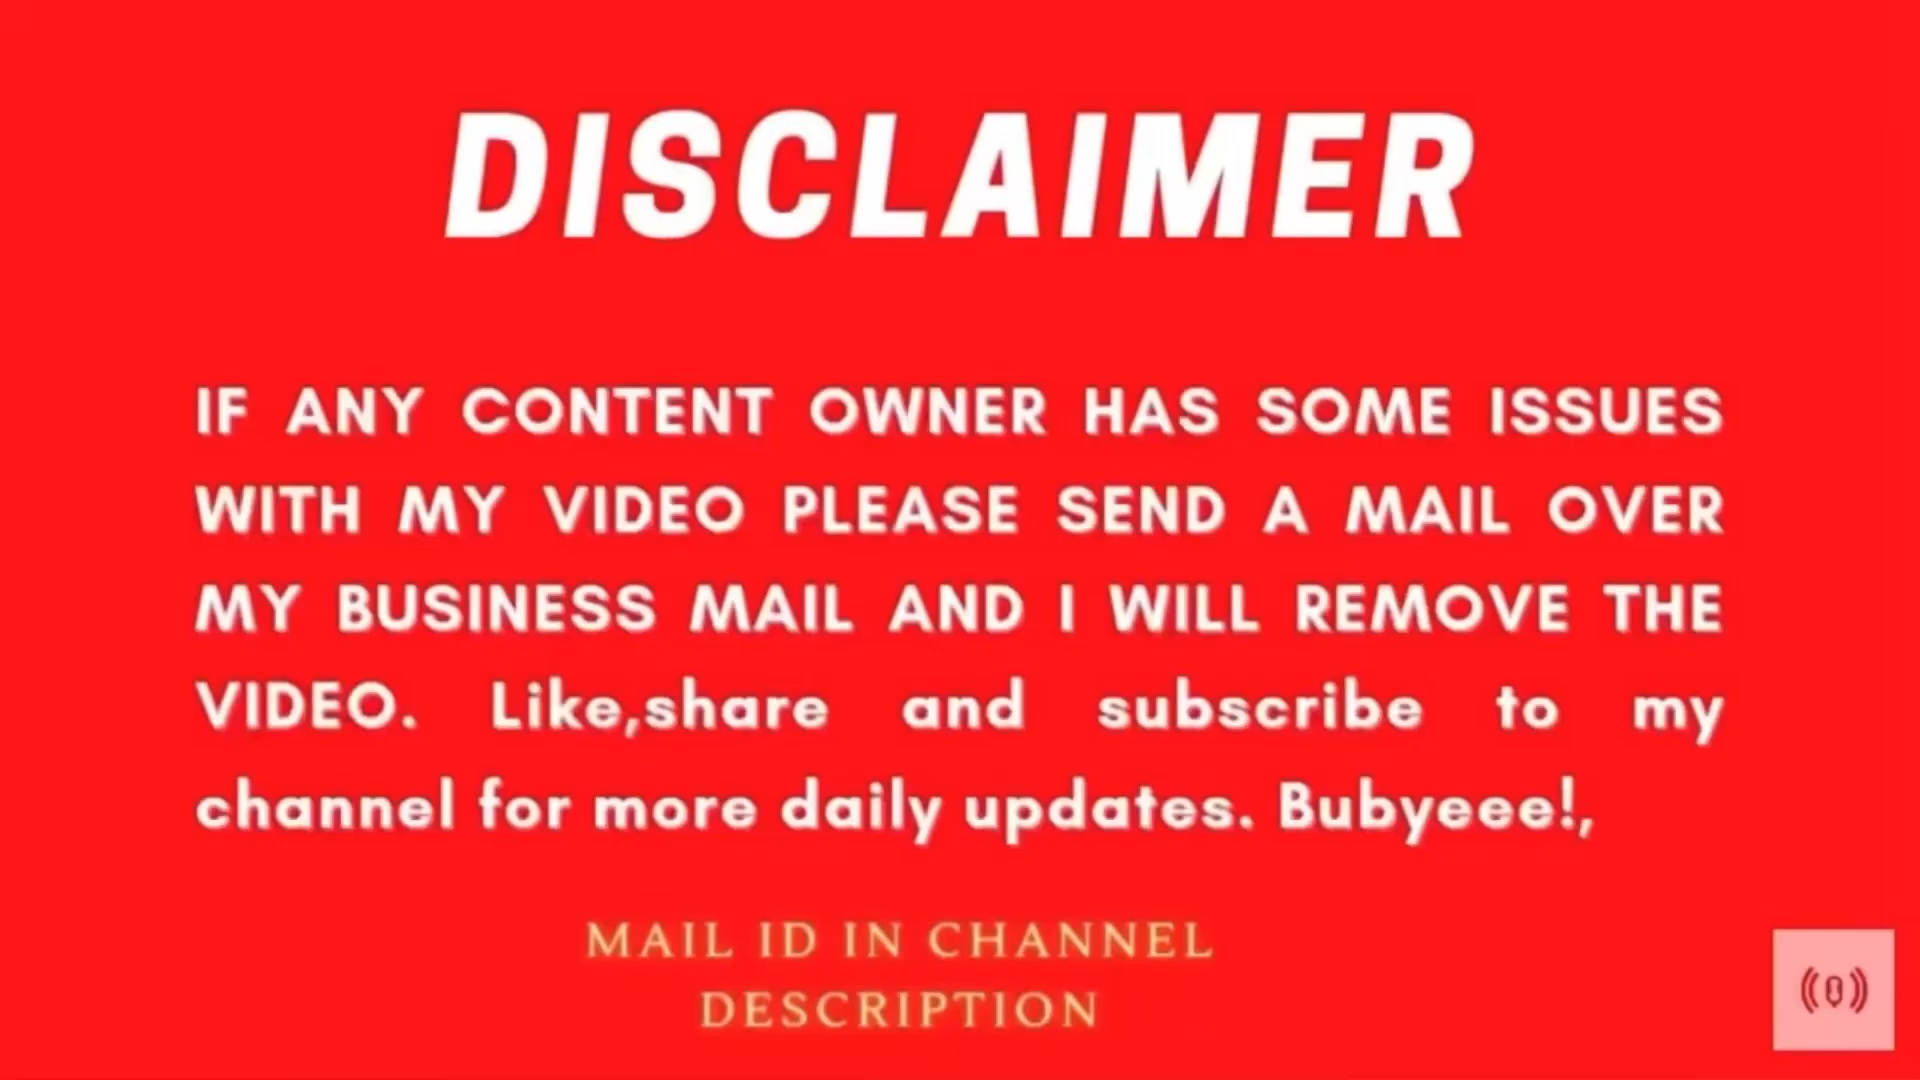 DISCLAIMER
IF ANY CONTENT OWNER HAS SOME ISSUES
WITH MY VIDEO PLEASE SEND A MAIL OVER
MY BUSINESS MAIL AND I WILL REMOVE THE
VIDEO. Like,share and subscribe to my
channel for more daily updates. Bubyeee!,
MAIL ID IN CHANNEL
DESCRIPTION